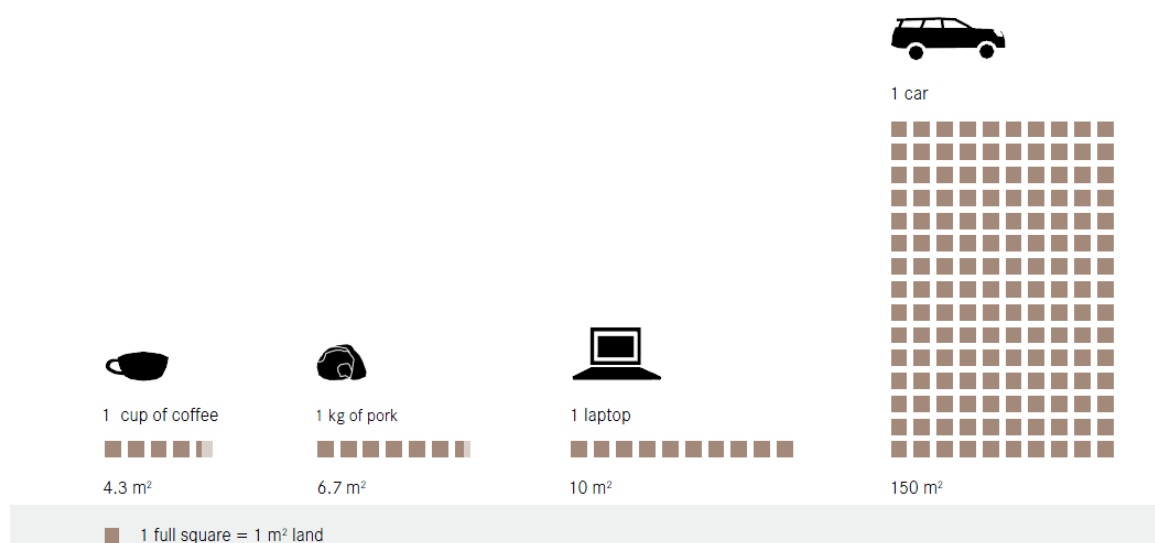 1 car
1 cup of coffee
1 kg of pork
1 laptop
4.3 m²
6.7 m²
10 m²
150 m²
1 full square = 1 m² land